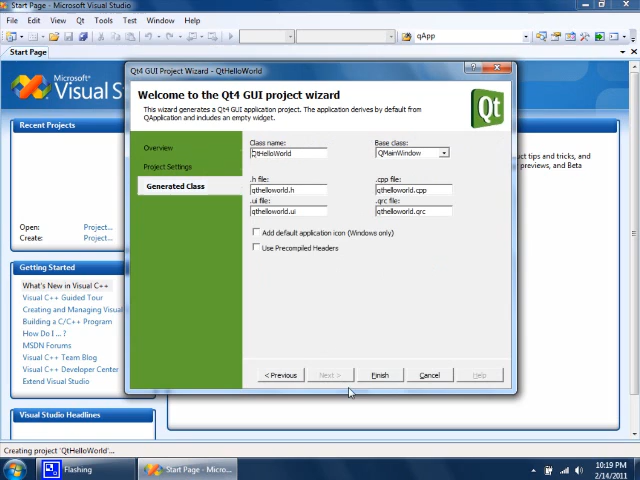 Start Page - Microsoft Visual Studio
File Edit View Qt Tools Test Window Help
qApp
Start Page
Microsoft®
Visual S
Recent Projects
Open: Project...
Create: Project...
Getting Started
What's New in Visual C++
Visual C++ Guided Tour
Creating and Managing Visual
Building a C/C++ Program
How Do I ... ?
MSDN Forums
Visual C++ Team Blog
Visual C++ Developer Center
Extend Visual Studio
Visual Studio Headlines
ct tips and tricks, and
previews, and Beta
Qt4 GUI Project Wizard - QtHelloWorld
Welcome to the Qt4 GUI project wizard
This wizard generates a Qt4 GUI application project. The application derives by default from
QApplication and includes an empty widget.
Qt
Overview
Project Settings
Generated Class
Class name: Base class:
QtHelloWorld QMainWindow
.h file: .cpp file:
qthelloworld.h qthelloworld.cpp
.ui file: .qrc file:
qthelloworld.ui qthelloworld.qrc
Add default application icon (Windows only)
Use Precompiled Headers
< Previous Next > Finish Cancel Help
Creating project 'QtHelloWorld'...
Flashing Start Page - Micro...
10:19 PM
2/14/2011